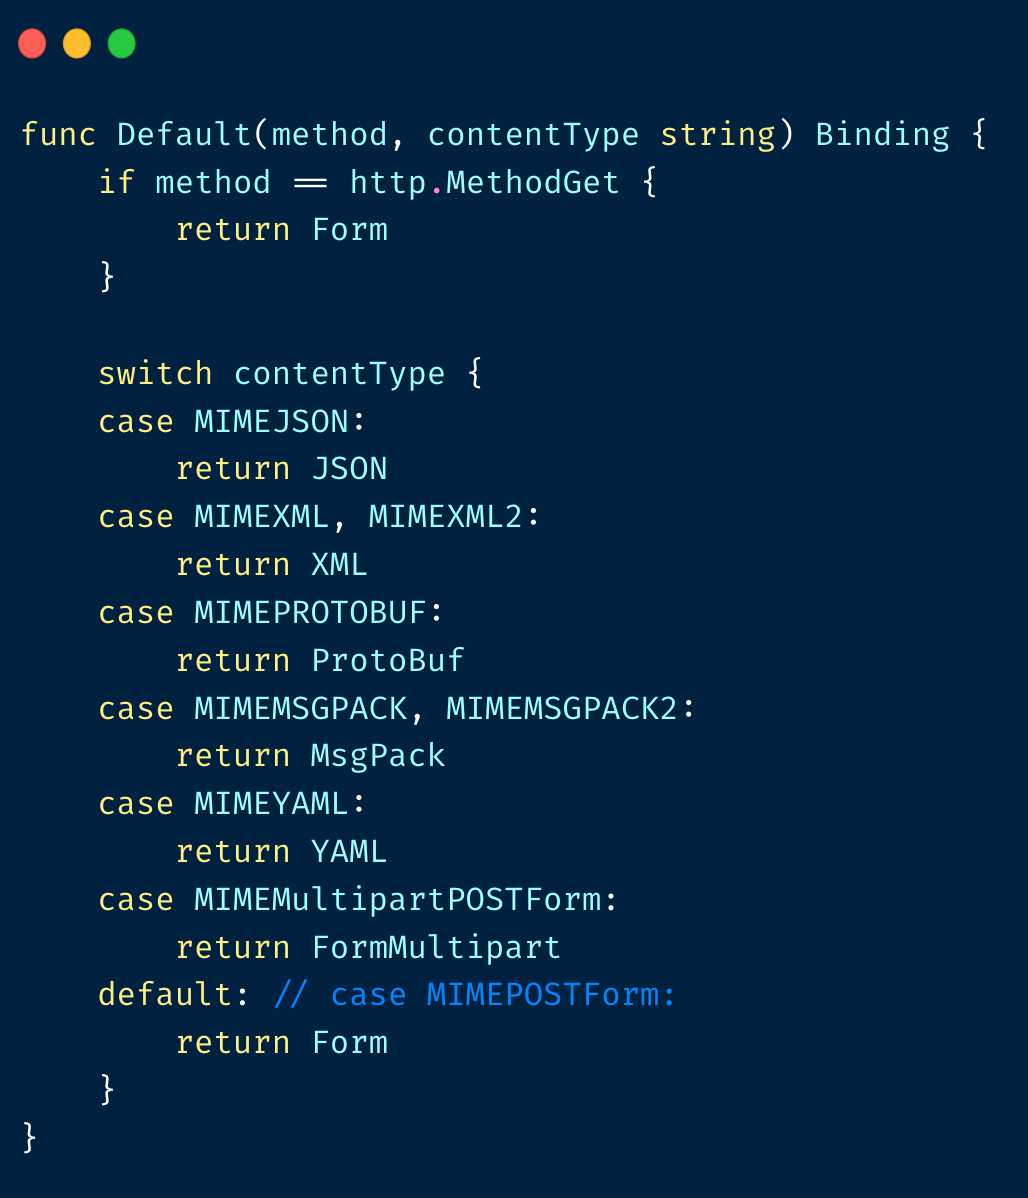 func Default(method, contentType string) Binding {
    if method == http.MethodGet {
        return Form
    }

    switch contentType {
    case MIMEJSON:
        return JSON
    case MIMEXML, MIMEXML2:
        return XML
    case MIMEPROTOBUF:
        return ProtoBuf
    case MIMEMSGPACK, MIMEMSGPACK2:
        return MsgPack
    case MIMEYAML:
        return YAML
    case MIMEMultipartPOSTForm:
        return FormMultipart
    default: // case MIMEPOSTForm:
        return Form
    }
}